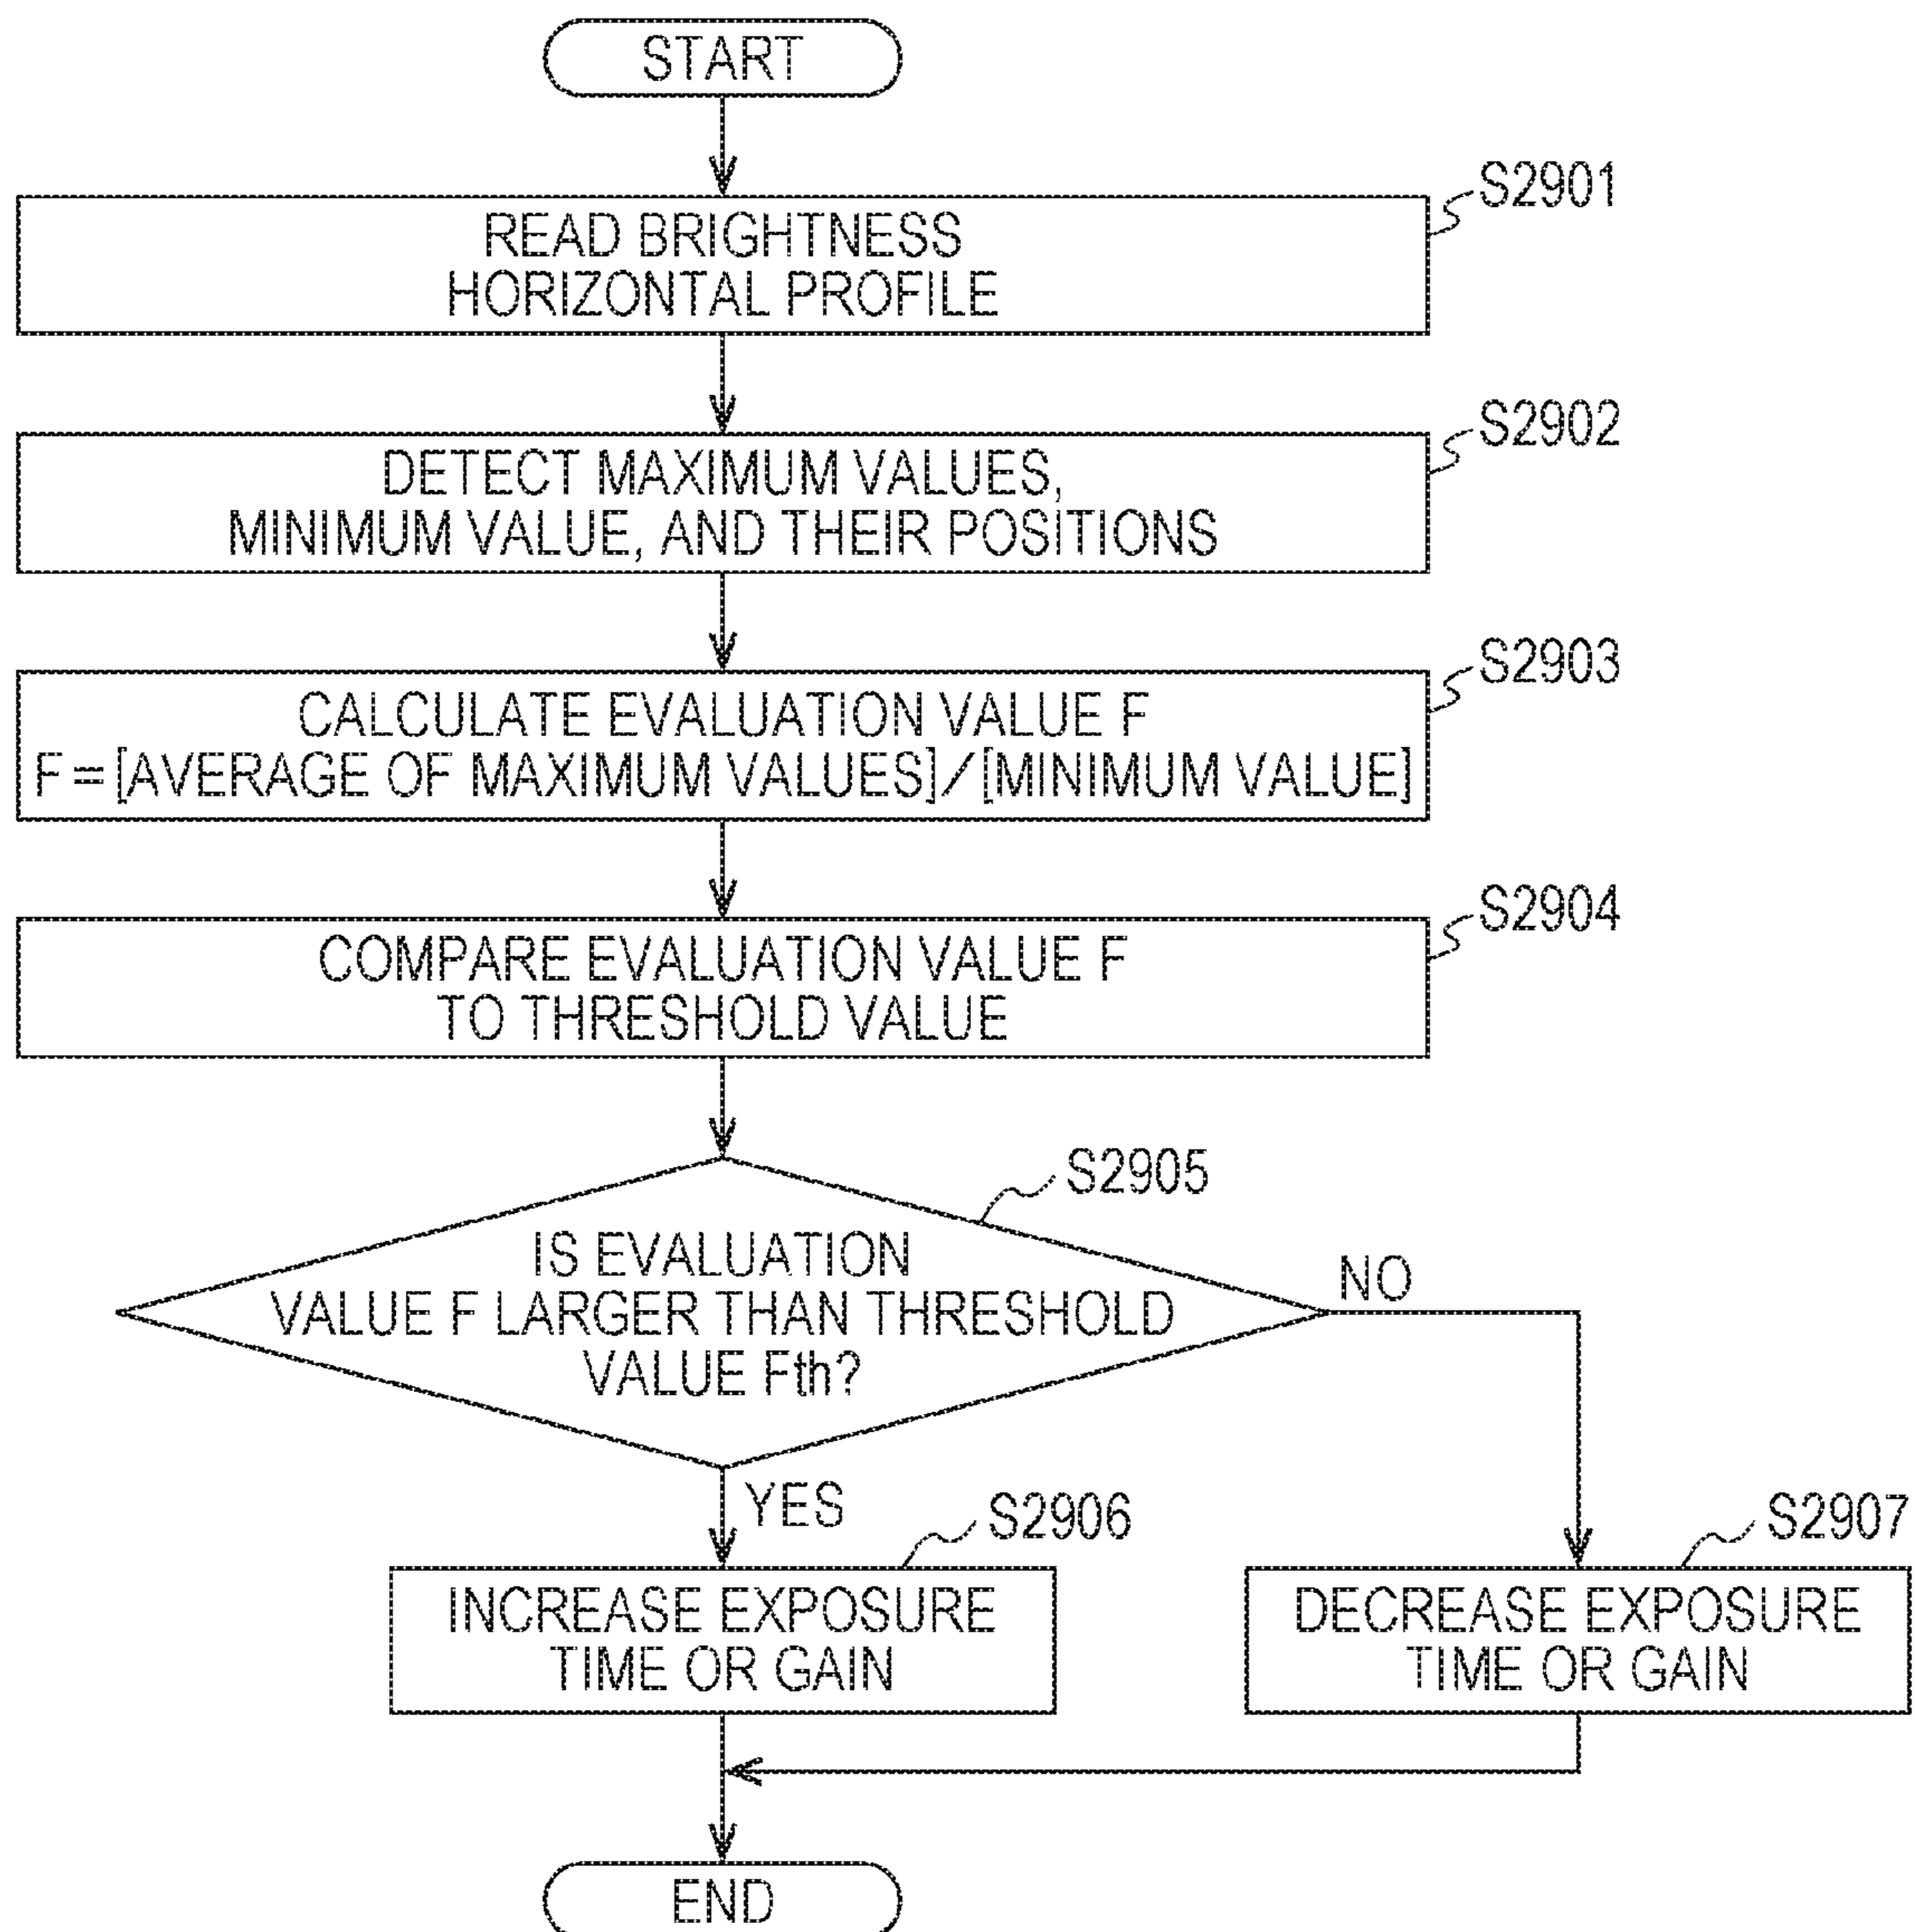 START
S2901
READ BRIGHTNESS
HORIZONTAL PROFILE
S2902
DETECT MAXIMUM VALUES,
MINIMUM VALUE, AND THEIR POSITIONS
S2903
CALCULATE EVALUATION VALUE F
F=[AVERAGE OF MAXIMUM VALUES]/[MINIMUM VALUE]
S2904
COMPARE EVALUATION VALUE F
TO THRESHOLD VALUE
S2905
IS EVALUATION
VALUE F LARGER THAN THRESHOLD
VALUE Fth?
NO
YES
S2906
S2907
INCREASE EXPOSURE
TIME OR GAIN
DECREASE EXPOSURE
TIME OR GAIN
END